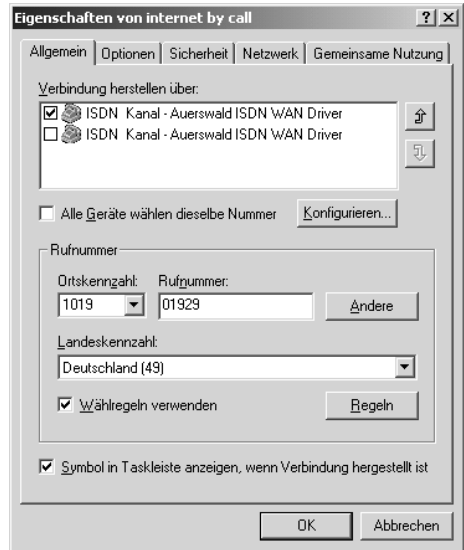 Eigenschaften von internet by call
Allgemein Optionen Sicherheit Netzwerk Gemeinsame Nutzung
Verbindung herstellen über:
ISDN Kanal - Auerswald ISDN WAN Driver
ISDN Kanal - Auerswald ISDN WAN Driver
Alle Geräte wählen dieselbe Nummer Konfigurieren...
Rufnummer
Ortskennzahl: Rufnummer:
1019 01929 Andere
Landeskennzahl:
Deutschland (49)
Wählregeln verwenden Regeln
Symbol in Taskleiste anzeigen, wenn Verbindung hergestellt ist
OK Abbrechen